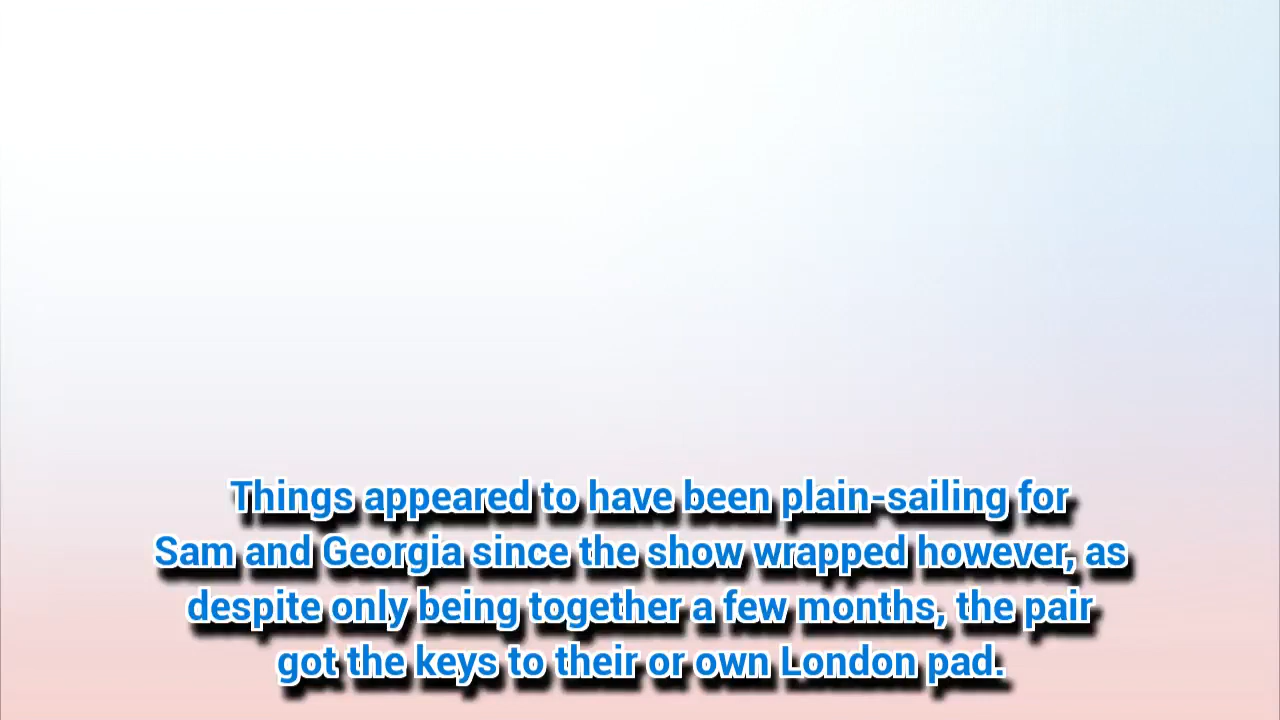 Things appeared to have been plain-sailing for
Sam and Georgia since the show wrapped however, as
despite only being together a few months, the pair
got the keys to their or own London pad.